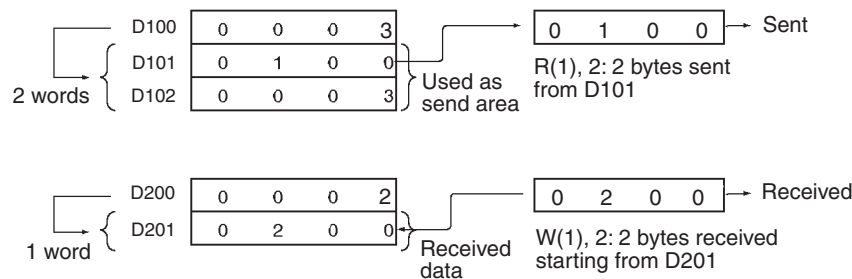 D100 0 0 0 3
D101 0 1 0 0
D102 0 0 0 3
2 words
Used as
send area
0 1 0 0 Sent
R(1), 2: 2 bytes sent
from D101
D200 0 0 0 2
D201 0 2 0 0
1 word
Received
data
0 2 0 0 Received
W(1), 2: 2 bytes received
starting from D201